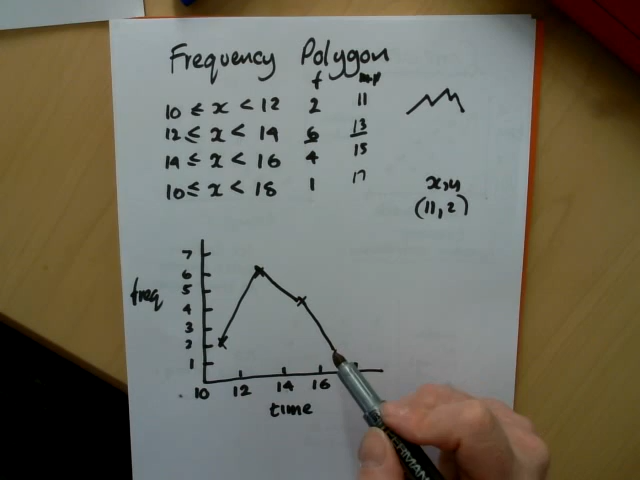 Frequency Polygon
f m.p
10 ≤ x < 12 2 11
12 ≤ x < 14 6 13
14 ≤ x < 16 4 15
10 ≤ x < 18 1 17
x,y
(11,2)
7
6
5
4
3
2
1
freq
10 12 14 16
time